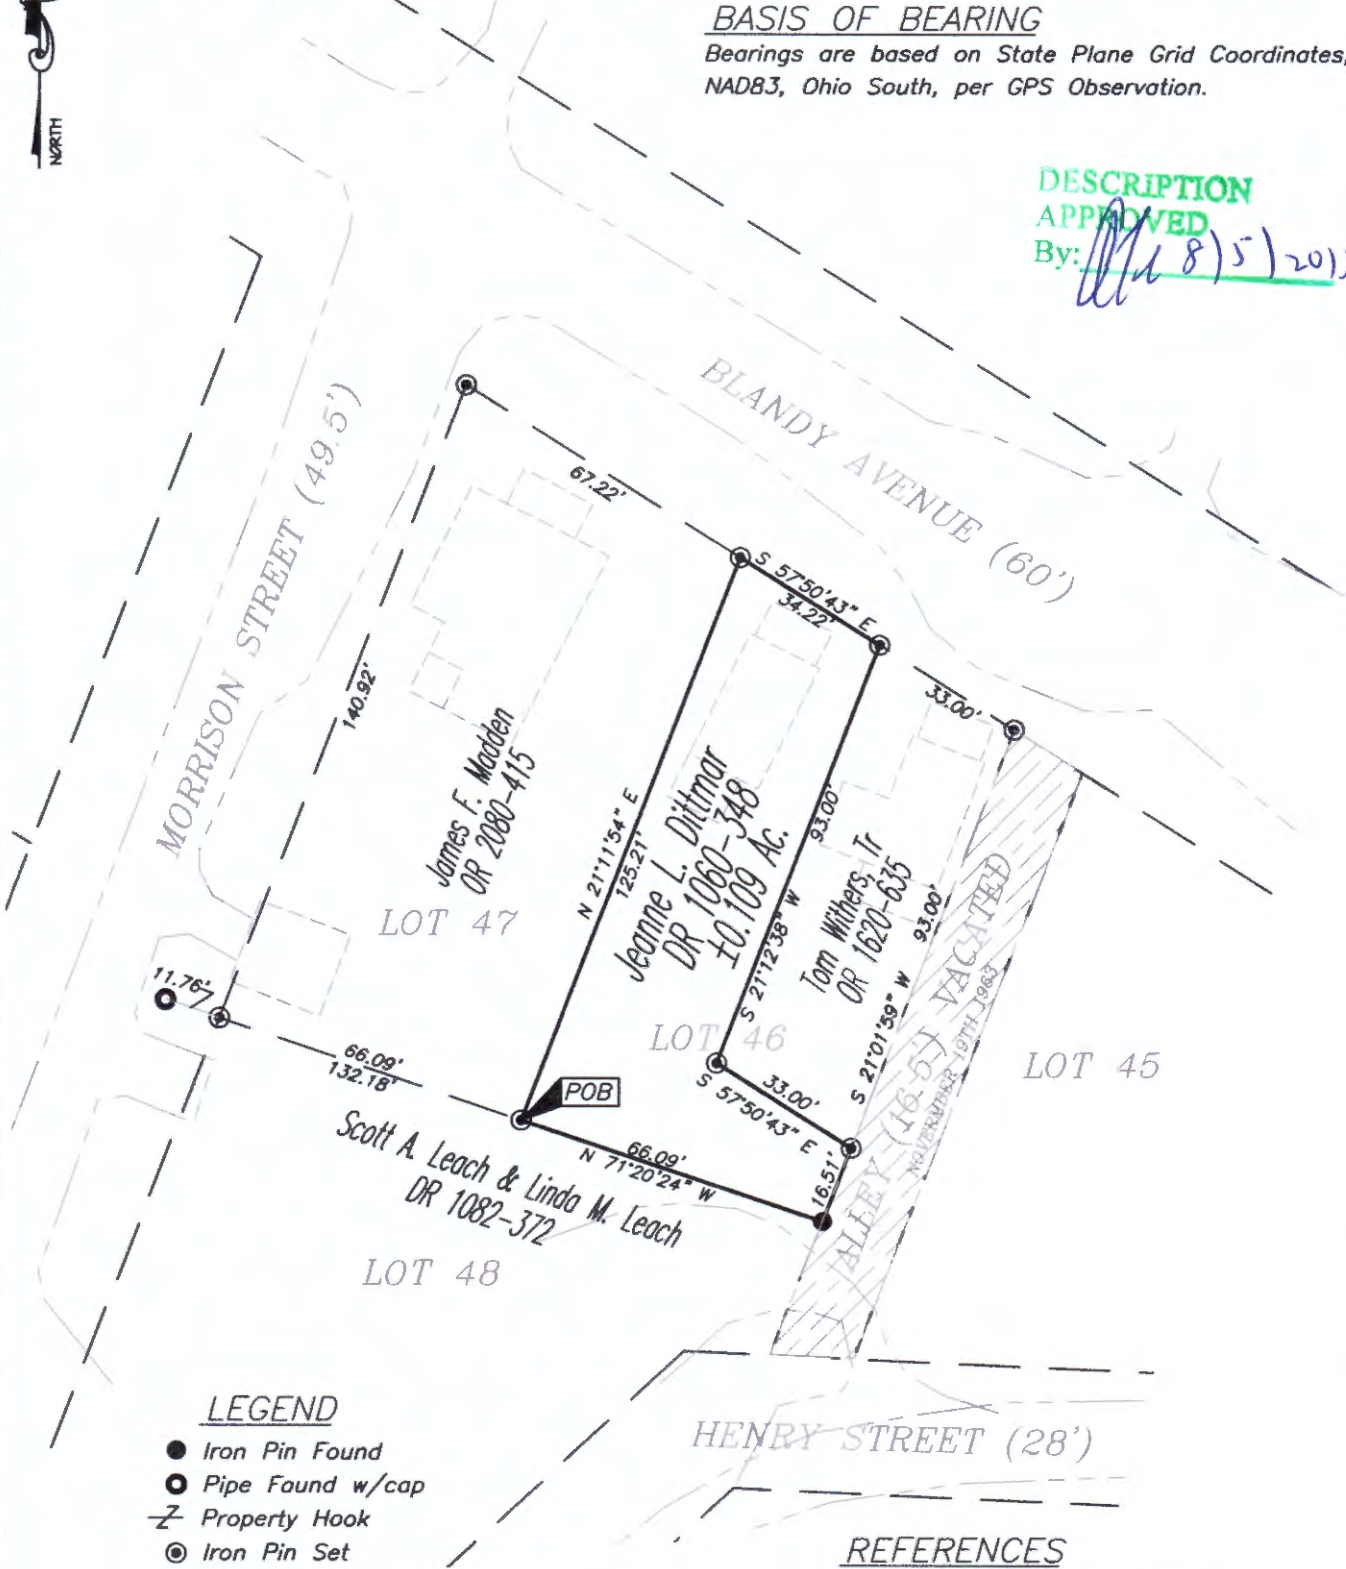 BASIS OF BEARING
Bearings are based on State Plane Grid Coordinates,
NAD83, Ohio South, per GPS Observation.
NORTH
DESCRIPTION
APPROVED
By: 8/5/201
BLANDY AVENUE (60')
MORRISON STREET (49.5')
67.22'
S 57°50'43" E
34.22'
33.00'
140.92'
James F. Madden
OR 2080-415
LOT 47
N 21°11'54" E
125.21'
Jeanne L. Dittmar
DR 1060-348
±0.109 Ac.
93.00'
S 21°12'38" W
Tom Withers, Tr
OR 1620-635
93.00'
S 21°01'59" W
ALLEY (16.5') VACATED
NOVEMBER 19TH 1963
LOT 46
LOT 45
11.76'
66.09'
132.18'
POB
33.00'
S 57°50'43" E
66.09'
N 71°20'24" W
16.51'
Scott A. Leach & Linda M. Leach
DR 1082-372
LOT 48
HENRY STREET (28')
LEGEND
Iron Pin Found
Pipe Found w/cap
Property Hook
Iron Pin Set
REFERENCES